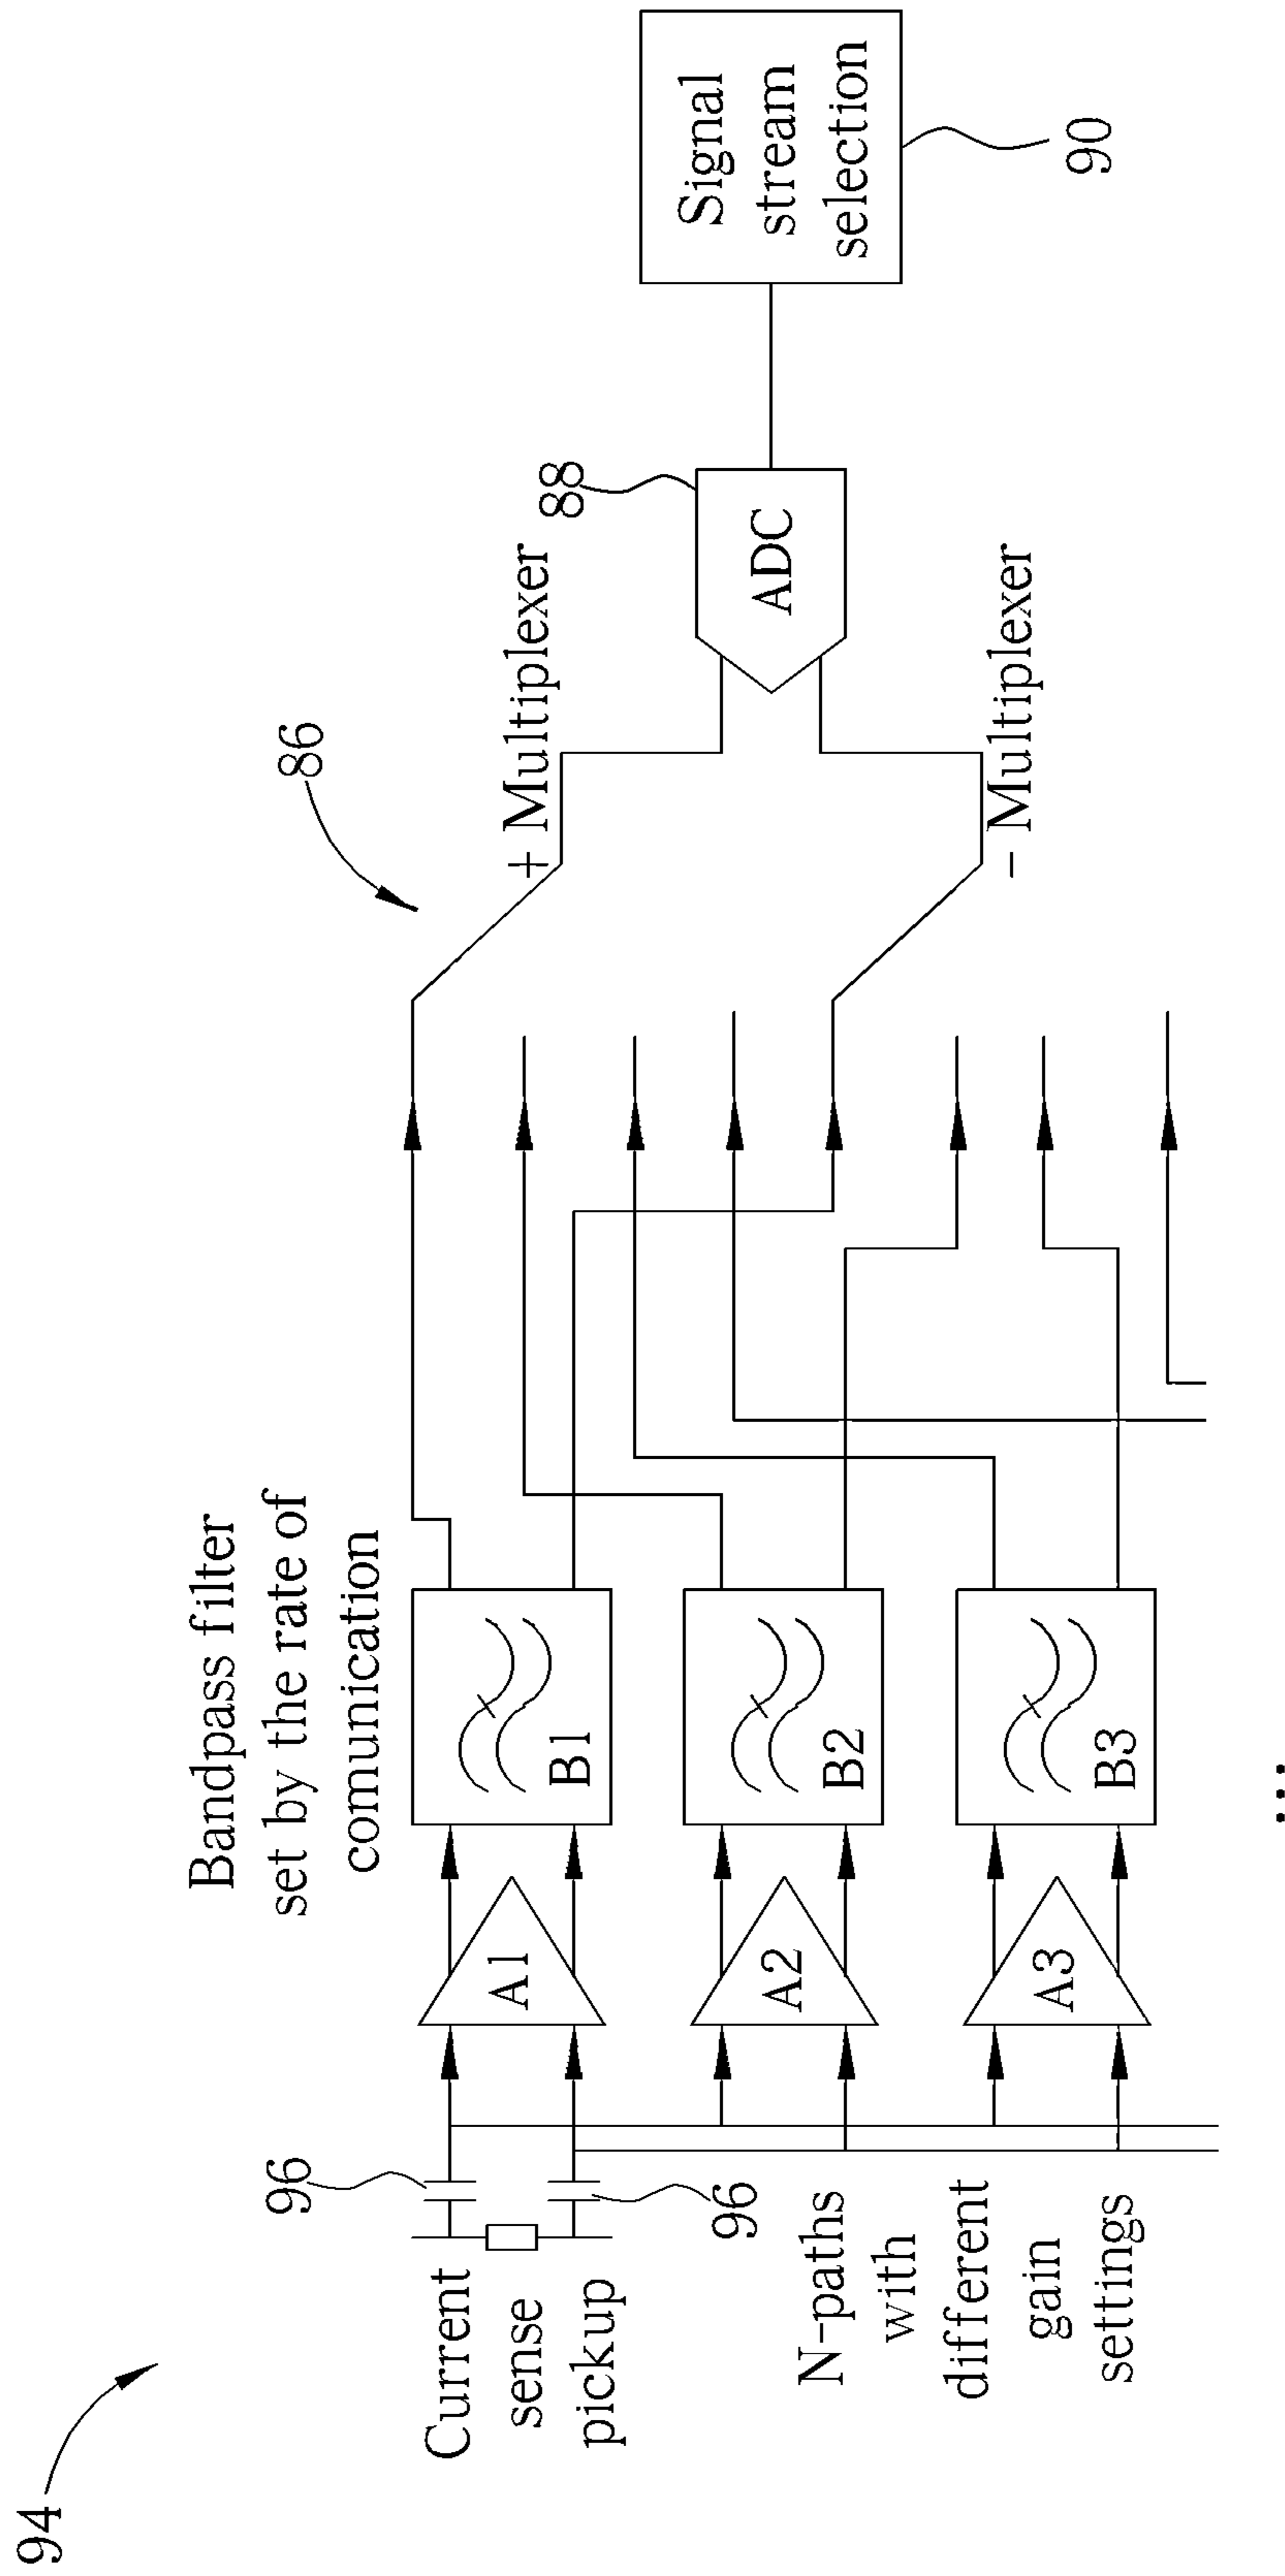 94
Current
sense
pickup
96
96
N-paths
with
different
gain
settings
A1
A2
A3
Bandpass filter
set by the rate of
comunication
B1
B2
B3
...
86
+ Multiplexer
- Multiplexer
88
ADC
Signal
stream
selection
90